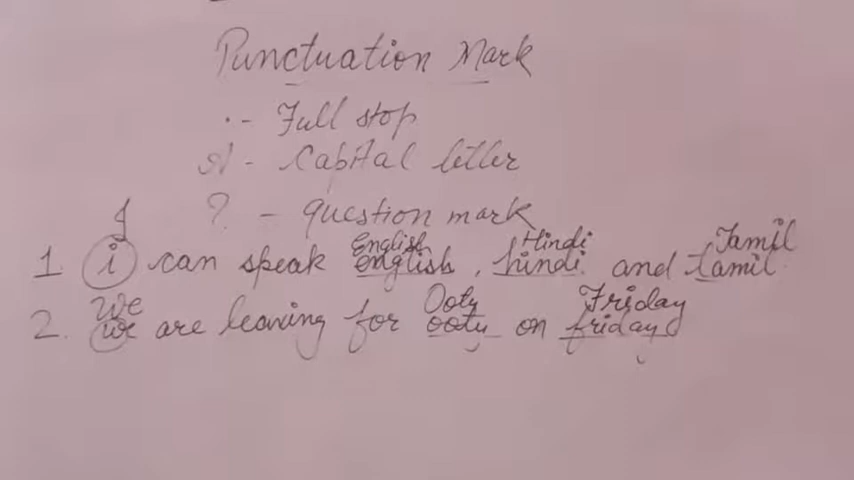 Punctuation Mark
. - Full stop
A - Capital letter
? - question mark
I English Hindi Tamil
1. i can speak english, hindi and tamil.
We Ooty Friday
2. we are leaving for ooty on friday